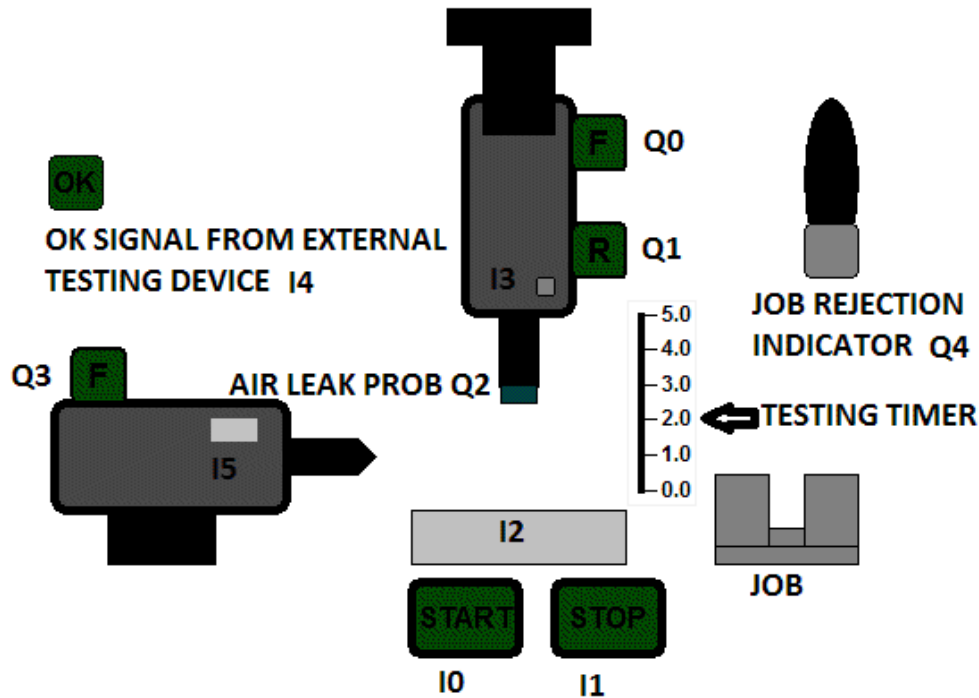 F
Q0
OK
R
Q1
OK SIGNAL FROM EXTERNAL
TESTING DEVICE I4
I3
JOB REJECTION
INDICATOR Q4
5.0
4.0
3.0
2.0
1.0
0.0
Q3
F
AIR LEAK PROB Q2
TESTING TIMER
I5
I2
JOB
START
STOP
I0
I1